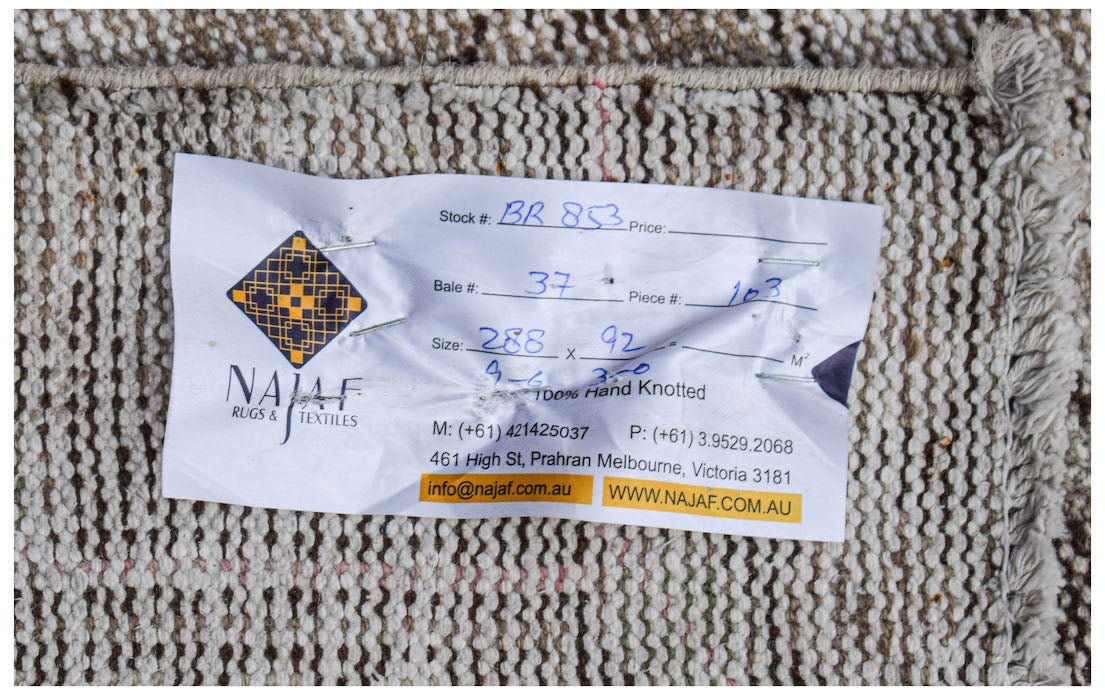 Stock #: BR 853 Price:
Bale #: 37 Piece #: 103
Size: 288 x 92 = M²
9-6 3-0
100% Hand Knotted
NAJAF
RUGS & TEXTILES
M: (+61) 421425037 P: (+61) 3.9529.2068
461 High St, Prahran Melbourne, Victoria 3181
info@najaf.com.au WWW.NAJAF.COM.AU